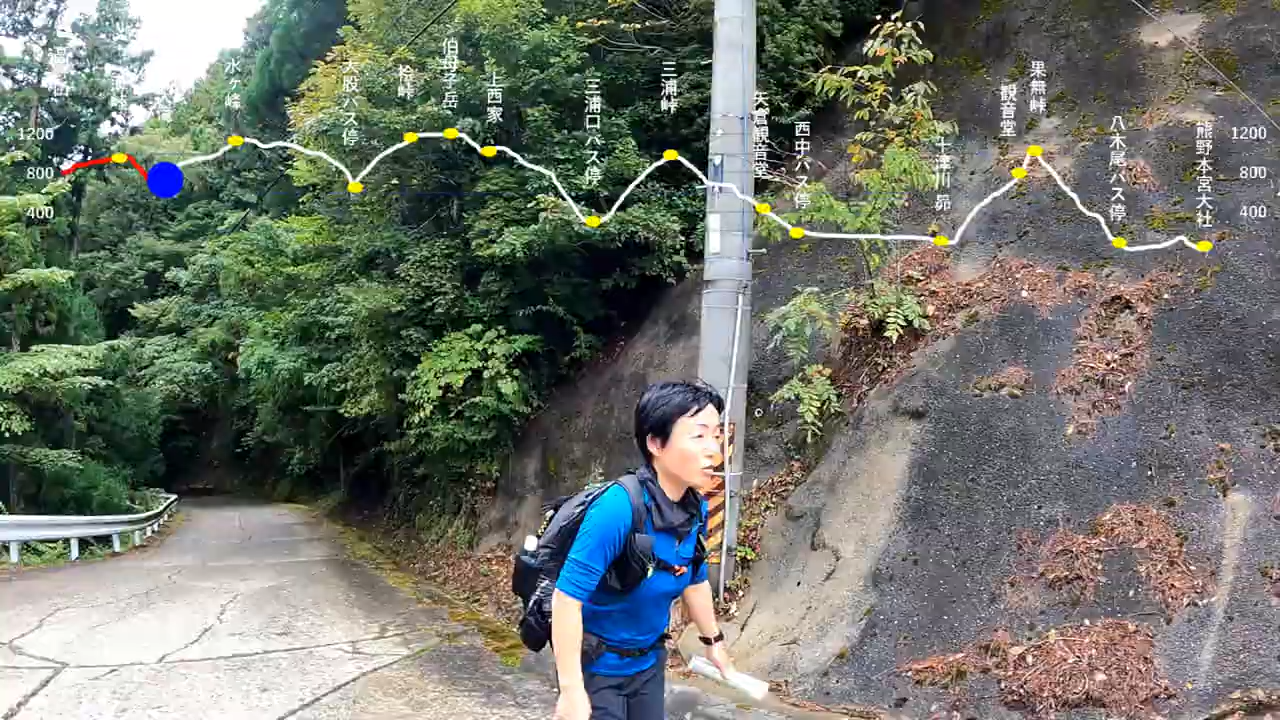 水ヶ峰
大股バス停
桧峠
伯母子岳
上西家
三浦口バス停
三浦峠
矢倉観音堂
西中バス停
十津川 昴
観音堂
果無峠
八木尾バス停
熊野本宮大社
1200
800
400
1200
800
400